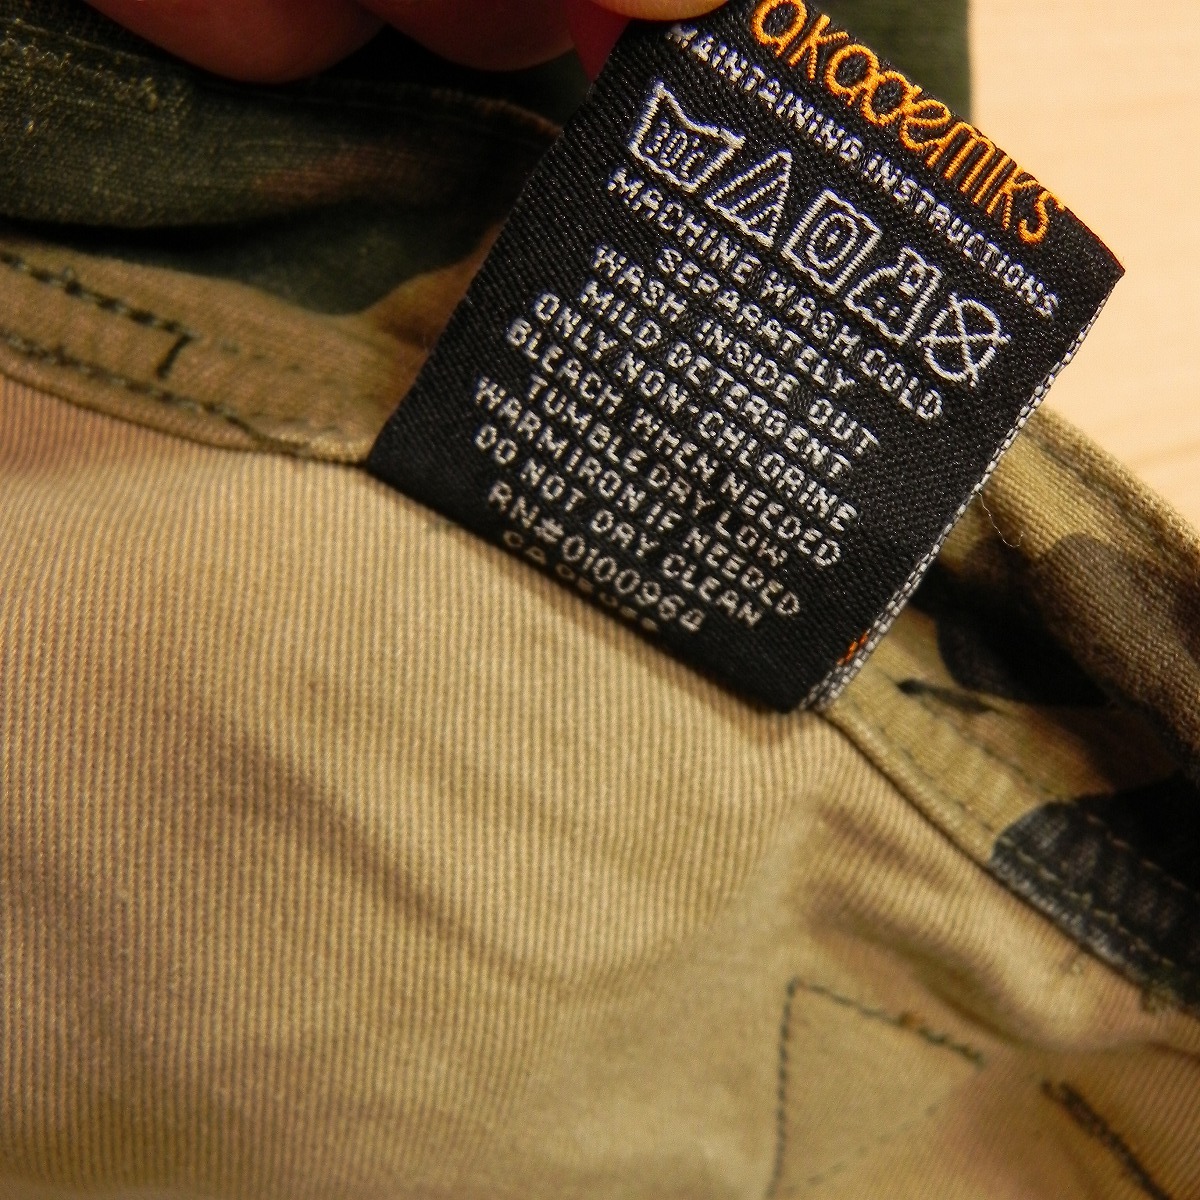 akademiks
MAINTAINING INSTRUCTIONS
MACHINE WASH COLD
SEPARATELY
WASH INSIDE OUT
MILD DETERGENT
ONLY NON-CHLORINE
BLEACH WHEN NEEDED
TUMBLE DRY LOW
WARM IRON IF NEEDED
DO NOT DRY CLEAN
RN#0100960